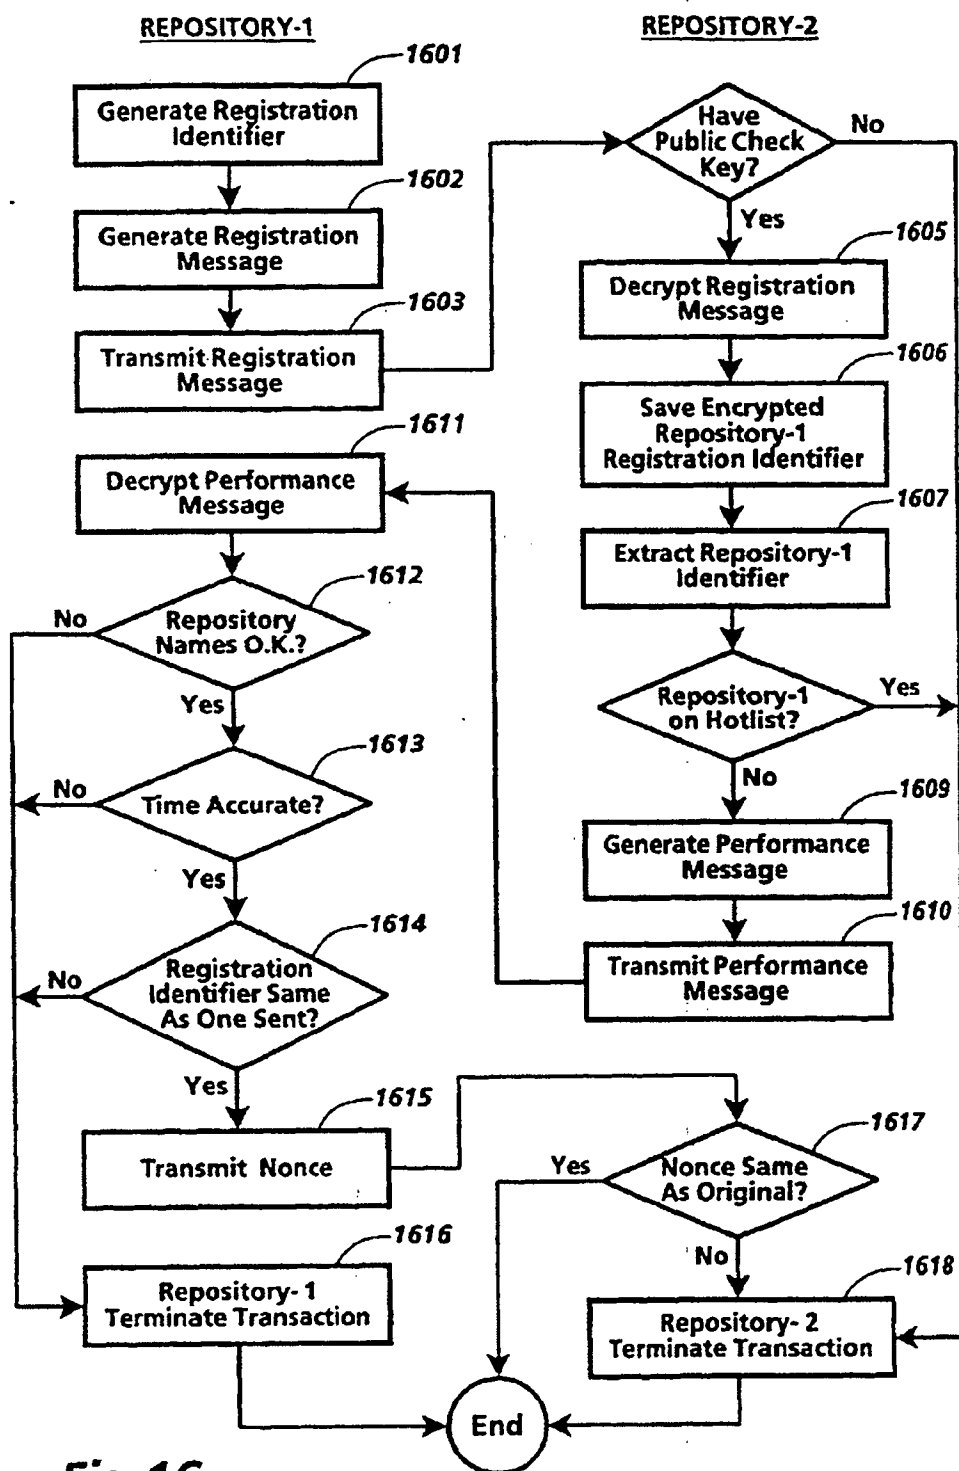 REPOSITORY-1
1601
Generate Registration
Identifier
1602
Generate Registration
Message
1603
Transmit Registration
Message
1611
Decrypt Performance
Message
1612
No
Repository
Names O.K.?
Yes
1613
No
Time Accurate?
Yes
1614
No
Registration
Identifier Same
As One Sent?
Yes
1615
Transmit Nonce
1616
Repository- 1
Terminate Transaction
REPOSITORY-2
Have
Public Check
Key?
No
Yes
1605
Decrypt Registration
Message
1606
Save Encrypted
Repository-1
Registration Identifier
1607
Extract Repository-1
Identifier
Repository-1
on Hotlist?
Yes
No
1609
Generate Performance
Message
1610
Transmit Performance
Message
1617
Yes
Nonce Same
As Original?
No
1618
Repository- 2
Terminate Transaction
End